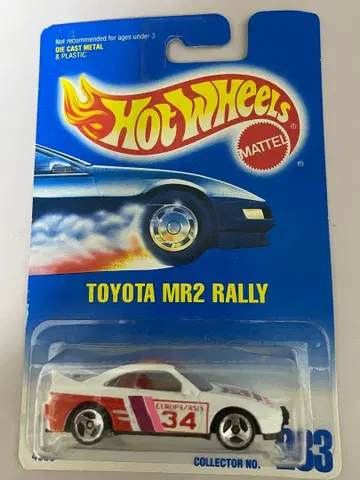 Not recommended for ages under 3
DIE CAST METAL
& PLASTIC
HOT WHEELS
®
MATTEL
®
TOYOTA MR2 RALLY
EUROPA/ASIA
34
COLLECTOR NO.